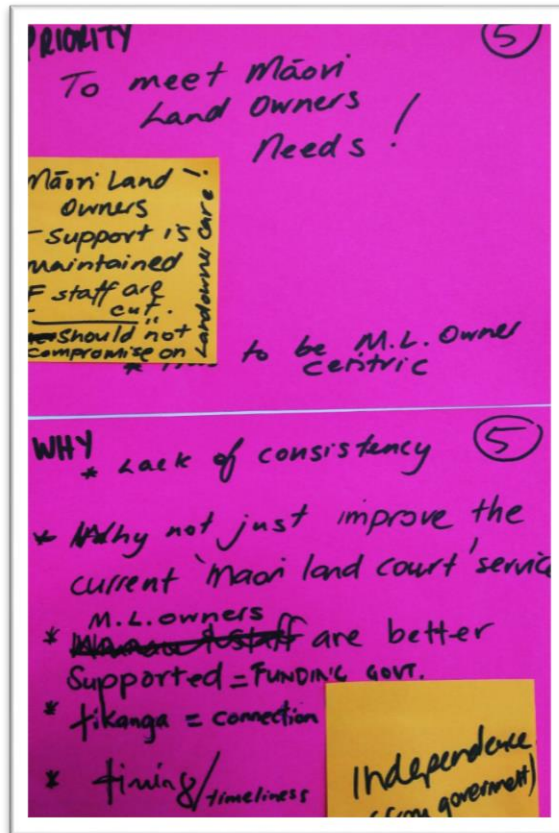 PRIORITY
5
To meet Māori
Land Owners
Needs!
Māori Land
Owners
- Support is
maintained
IF staff are
cut.
Should not
compromise on
Landowner care!
* to be M.L. Owner
centric
WHY
5
* Lack of consistency
* Why not just improve the
current 'Maori land court' service
M.L. owners
* are better
Supported = FUNDING GOVT.
* tikanga = connection
* timing/timeliness
Independence
(from goverment)